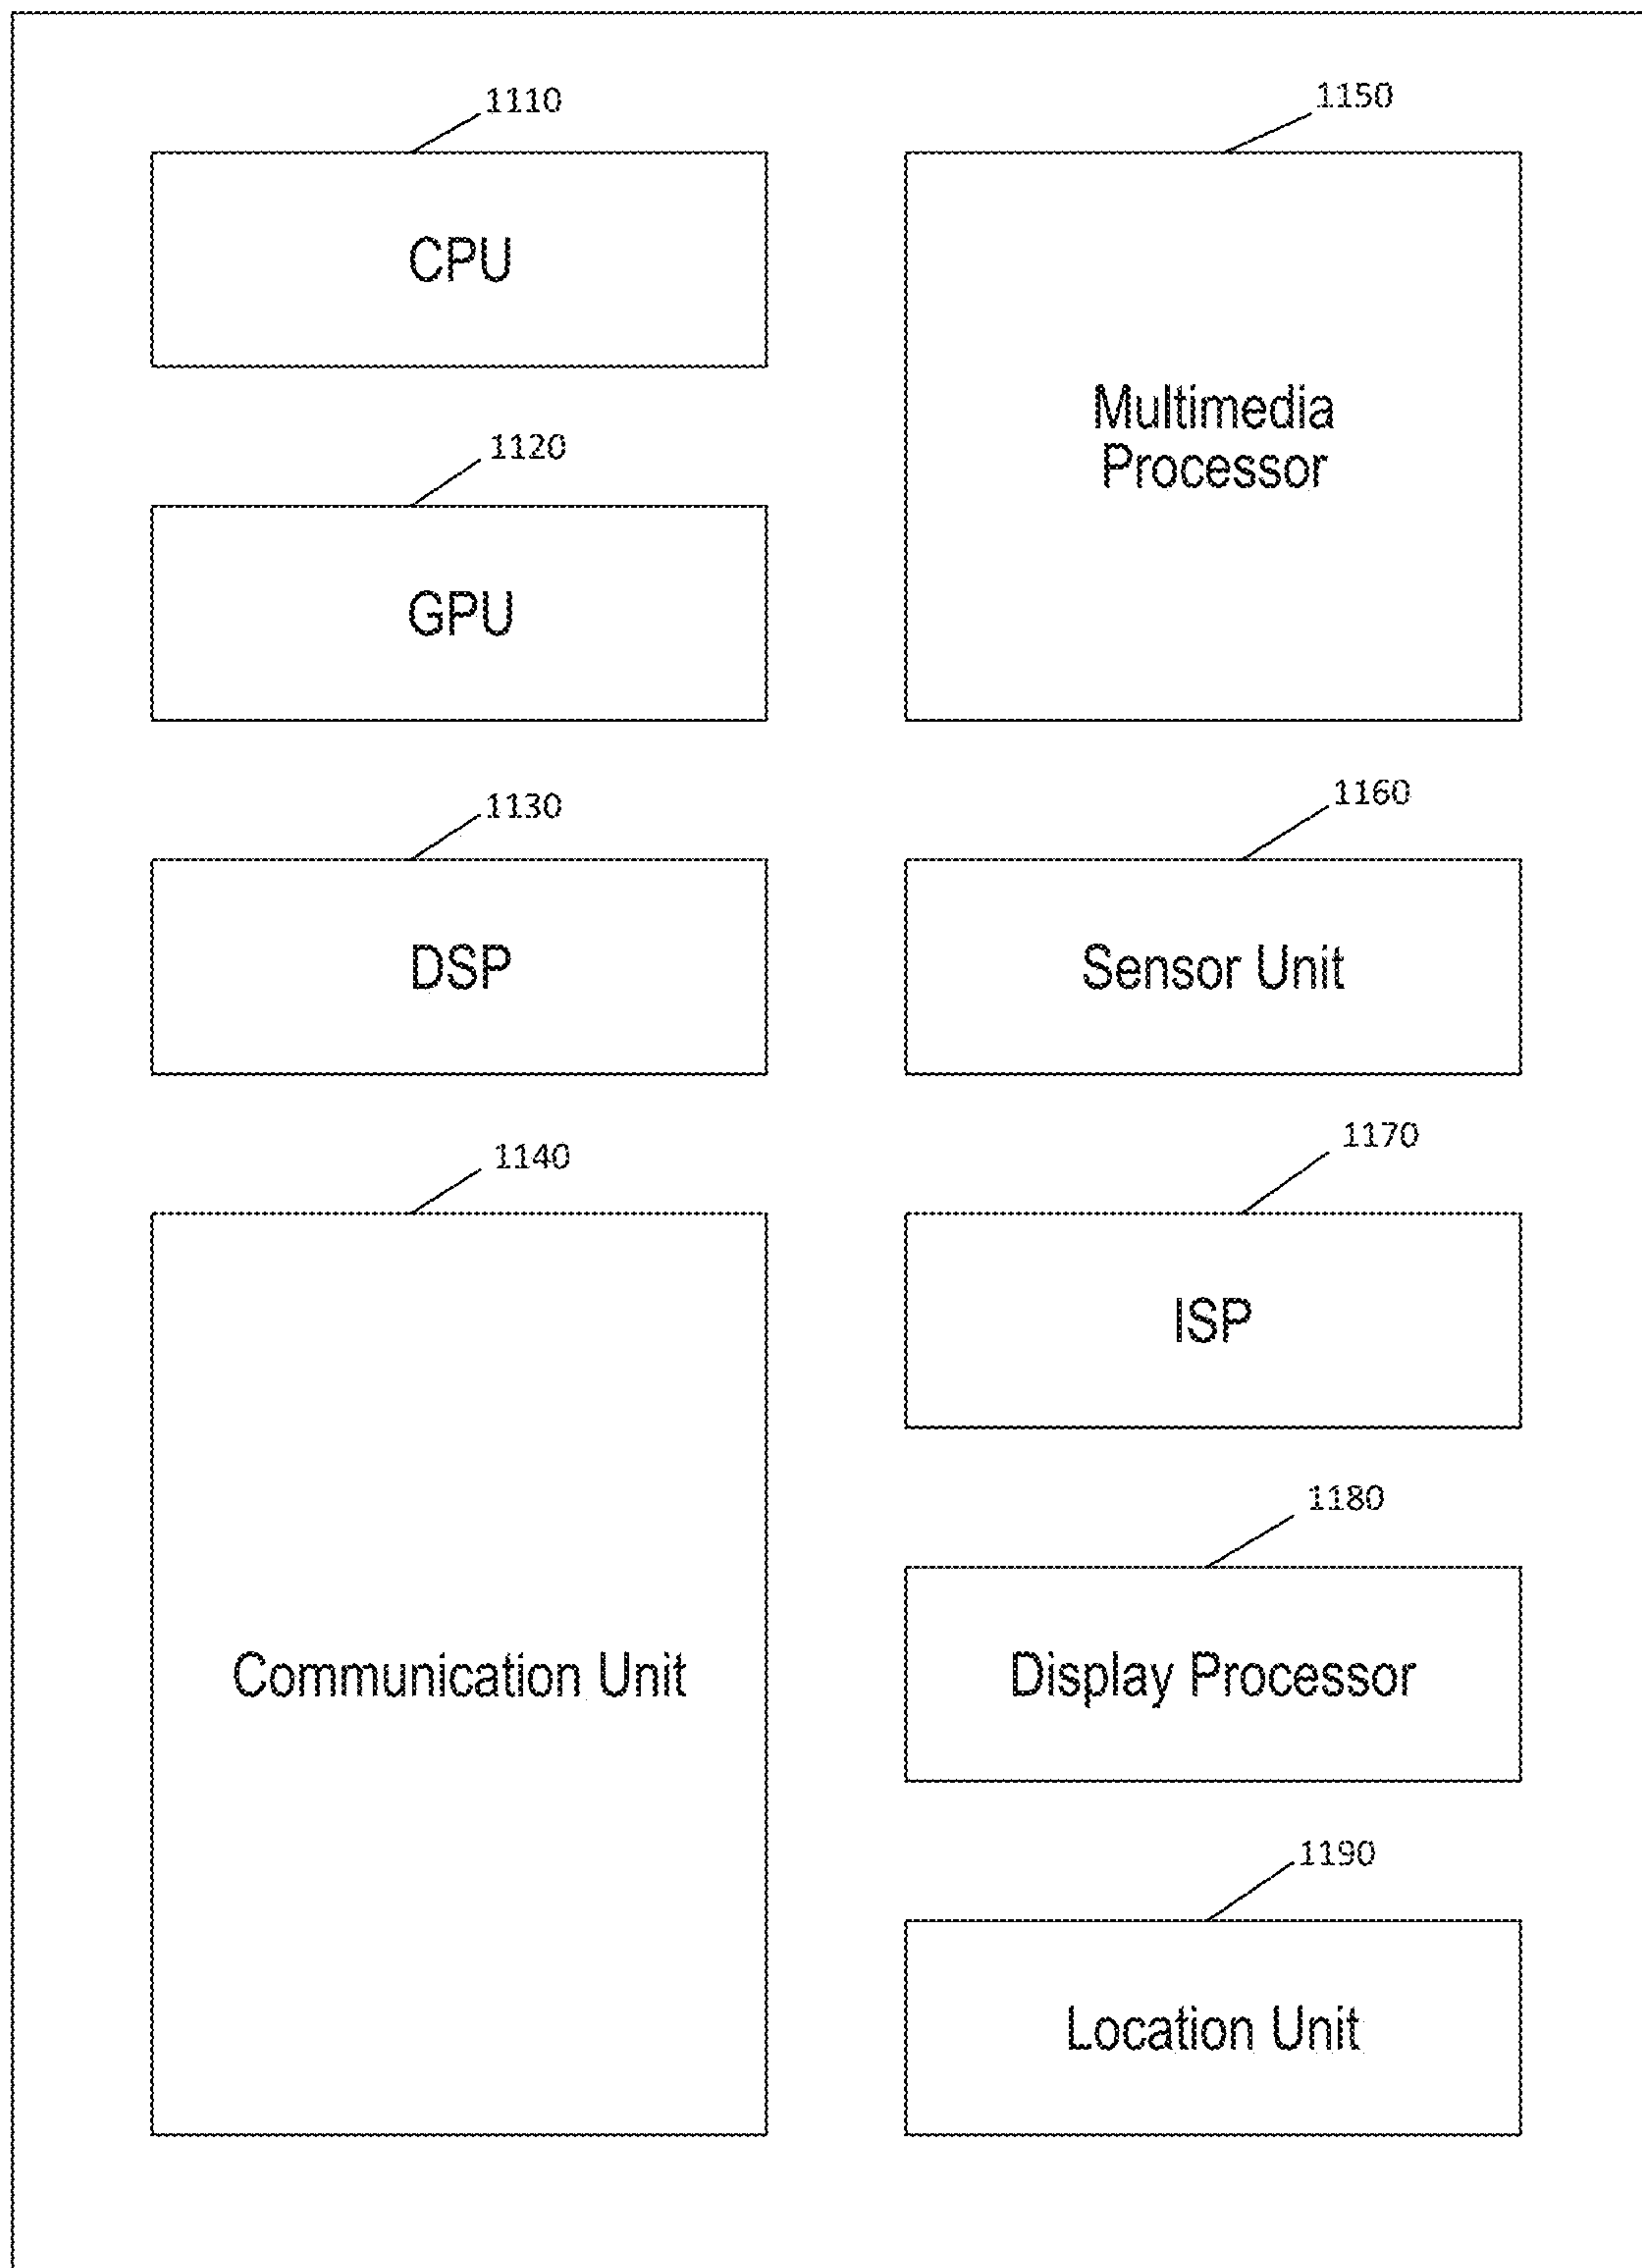 1110
CPU
1120
GPU
1130
DSP
1140
Communication Unit
1150
Multimedia
Processor
1160
Sensor Unit
1170
ISP
1180
Display Processor
1190
Location Unit